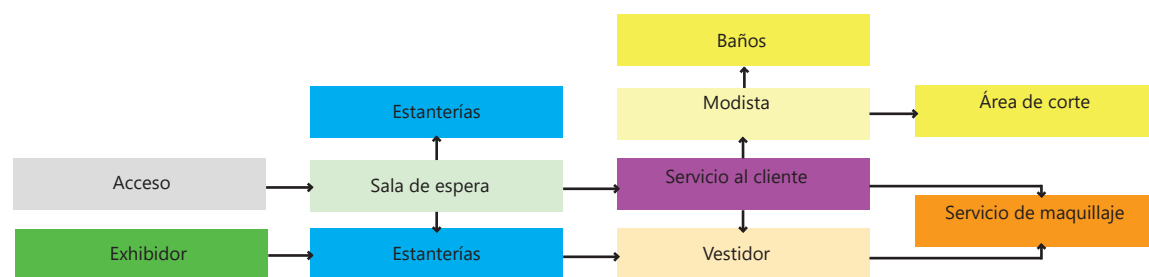 Baños
Modista
Área de corte
Estanterías
Acceso
Sala de espera
Servicio al cliente
Servicio de maquillaje
Exhibidor
Estanterías
Vestidor